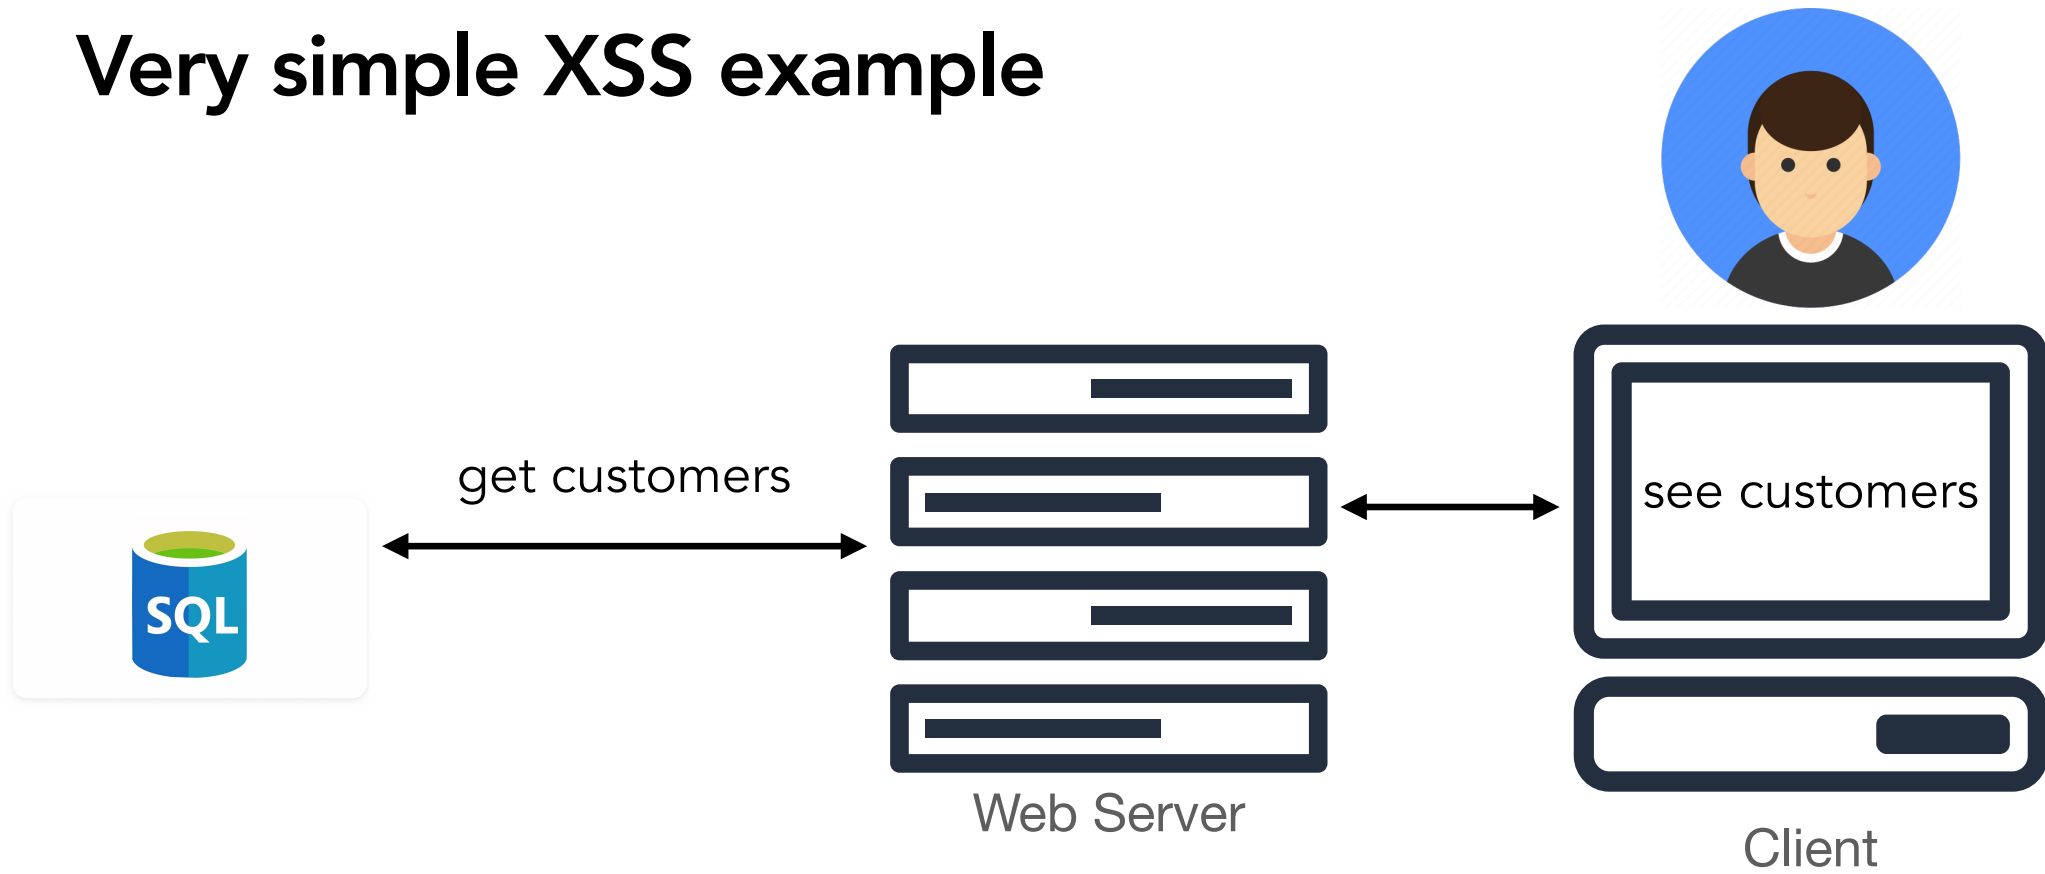 Very simple XSS example
get customers
see customers
SQL
Web Server
Client